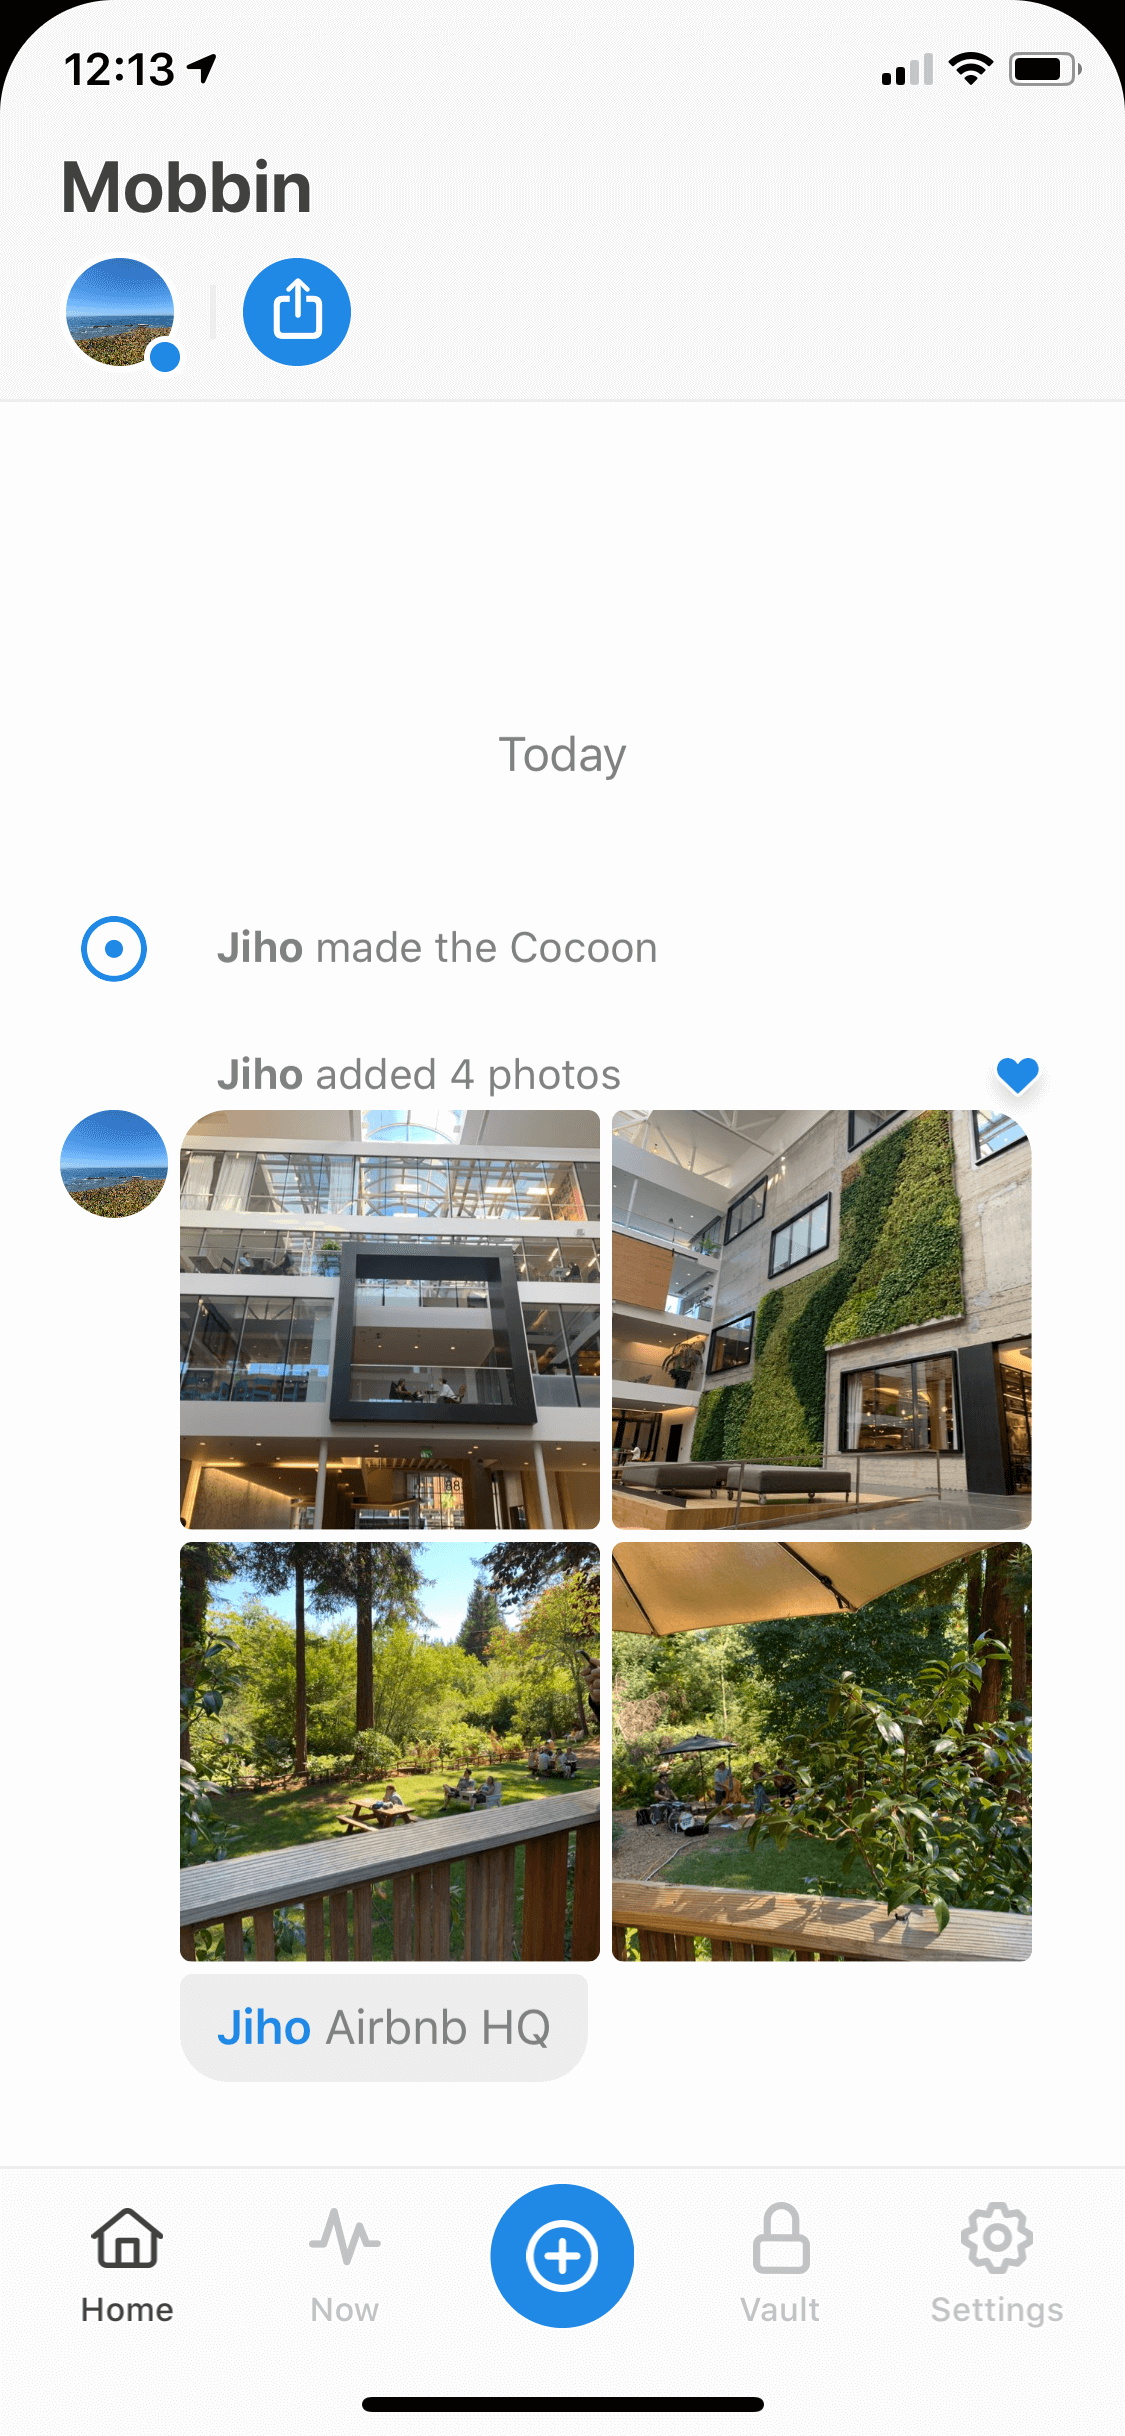 12:13
Mobbin
Today
Jiho made the Cocoon
Jiho added 4 photos
Jiho Airbnb HQ
Home
Now
Vault
Settings